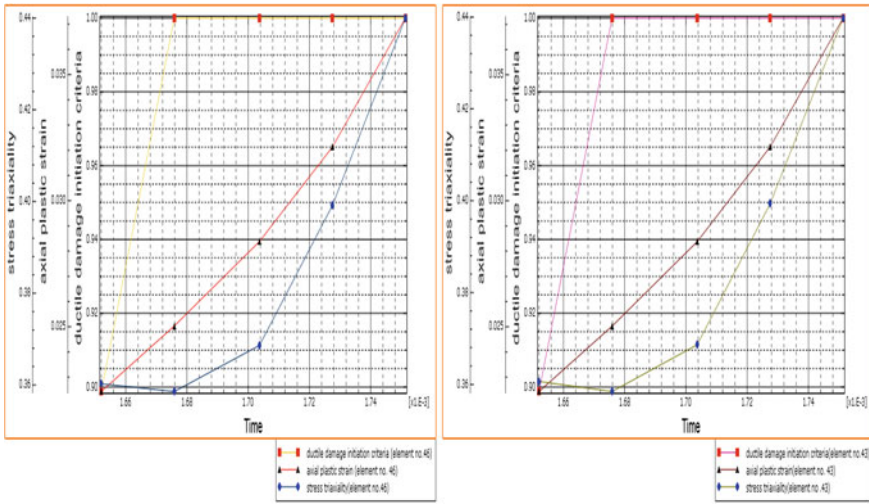 stress triaxiality
axial plastic strain
ductile damage initiation criteria
0.44
0.42
0.40
0.38
0.36
0.035
0.030
0.025
1.00
0.98
0.96
0.94
0.92
0.90
1.66
1.68
1.70
1.72
1.74
[x1.E-3]
Time
ductile damage initiation criteria (element no.46)
axial plastic strain (element no. 46)
stress triaxiality(element no.46)
stress triaxiality
axial plastic strain
ductile damage initiation criteria
0.44
0.42
0.40
0.38
0.36
0.035
0.030
0.025
1.00
0.98
0.96
0.94
0.92
0.90
1.66
1.68
1.70
1.72
1.74
[x1.E-3]
Time
ductile damage initiation criteria(element no.43)
axial plastic strain(element no. 43)
stress triaxiality(element no.43)